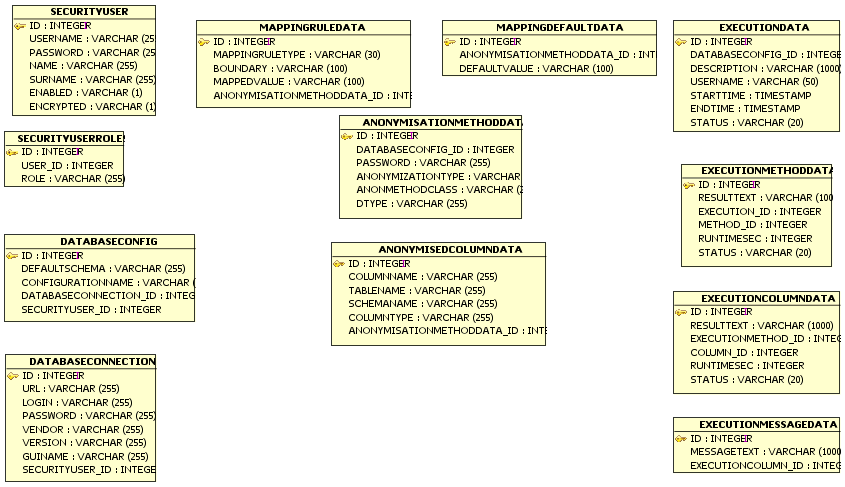 SECURITYUSER
ID : INTEGER
USERNAME : VARCHAR (25
PASSWORD : VARCHAR (25
NAME : VARCHAR (255)
SURNAME : VARCHAR (255)
ENABLED : VARCHAR (1)
ENCRYPTED : VARCHAR (1)
SECURITYUSERROLES
ID : INTEGER
USER_ID : INTEGER
ROLE : VARCHAR (255)
DATABASECONFIG
ID : INTEGER
DEFAULTSCHEMA : VARCHAR (255)
CONFIGURATIONNAME : VARCHAR (
DATABASECONNECTION_ID : INTEG
SECURITYUSER_ID : INTEGER
DATABASECONNECTION
ID : INTEGER
URL : VARCHAR (255)
LOGIN : VARCHAR (255)
PASSWORD : VARCHAR (255)
VENDOR : VARCHAR (255)
VERSION : VARCHAR (255)
GUINAME : VARCHAR (255)
SECURITYUSER_ID : INTEGE
MAPPINGRULEDATA
ID : INTEGER
MAPPINGRULETYPE : VARCHAR (30)
BOUNDARY : VARCHAR (100)
MAPPEDVALUE : VARCHAR (100)
ANONYMISATIONMETHODDATA_ID : INTE
MAPPINGDEFAULTDATA
ID : INTEGER
ANONYMISATIONMETHODDATA_ID : INT
DEFAULTVALUE : VARCHAR (100)
ANONYMISATIONMETHODDATA
ID : INTEGER
DATABASECONFIG_ID : INTEGER
PASSWORD : VARCHAR (255)
ANONYMIZATIONTYPE : VARCHAR
ANONMETHODCLASS : VARCHAR (2
DTYPE : VARCHAR (255)
ANONYMISEDCOLUMNDATA
ID : INTEGER
COLUMNNAME : VARCHAR (255)
TABLENAME : VARCHAR (255)
SCHEMANAME : VARCHAR (255)
COLUMNTYPE : VARCHAR (255)
ANONYMISATIONMETHODDATA_ID : INTE
EXECUTIONDATA
ID : INTEGER
DATABASECONFIG_ID : INTEGE
DESCRIPTION : VARCHAR (1000)
USERNAME : VARCHAR (50)
STARTTIME : TIMESTAMP
ENDTIME : TIMESTAMP
STATUS : VARCHAR (20)
EXECUTIONMETHODDATA
ID : INTEGER
RESULTTEXT : VARCHAR (100
EXECUTION_ID : INTEGER
METHOD_ID : INTEGER
RUNTIMESEC : INTEGER
STATUS : VARCHAR (20)
EXECUTIONCOLUMNDATA
ID : INTEGER
RESULTTEXT : VARCHAR (1000)
EXECUTIONMETHOD_ID : INTEG
COLUMN_ID : INTEGER
RUNTIMESEC : INTEGER
STATUS : VARCHAR (20)
EXECUTIONMESSAGEDATA
ID : INTEGER
MESSAGETEXT : VARCHAR (1000
EXECUTIONCOLUMN_ID : INTEG